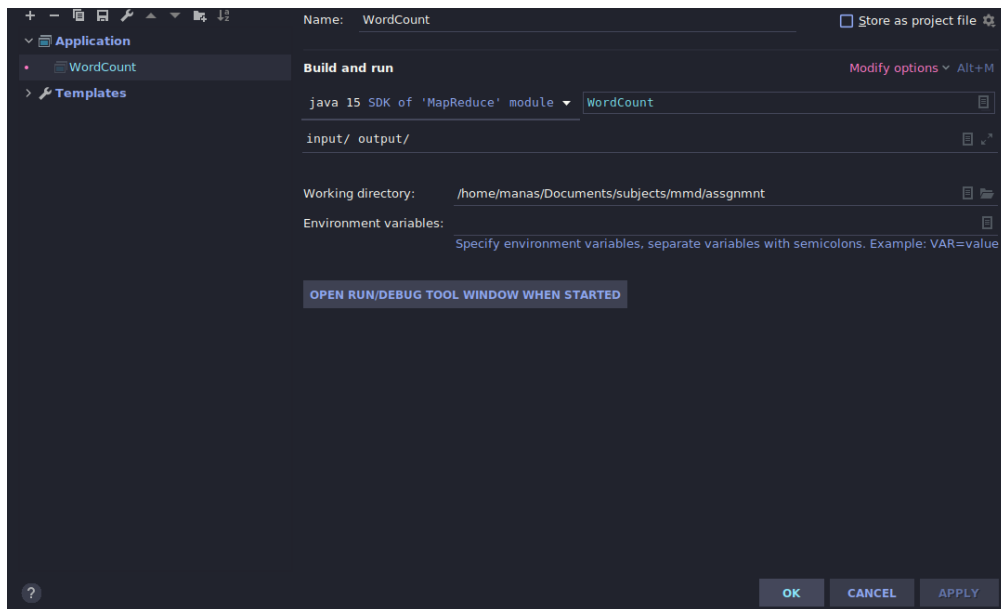 Name: WordCount
Store as project file
Application
WordCount
Templates
Build and run
Modify options Alt+M
java 15 SDK of 'MapReduce' module WordCount
input/ output/
Working directory: /home/manas/Documents/subjects/mmd/assgnmnt
Environment variables:
Specify environment variables, separate variables with semicolons. Example: VAR=value
OPEN RUN/DEBUG TOOL WINDOW WHEN STARTED
?
OK CANCEL APPLY